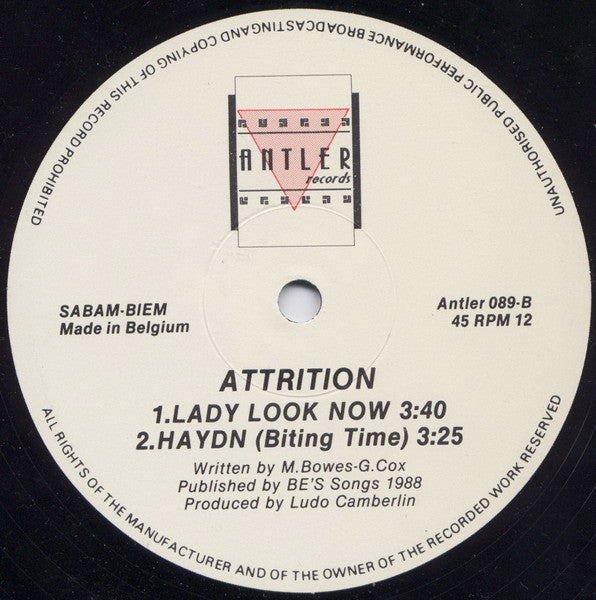 ANTLER
records
SABAM-BIEM
Made in Belgium
Antler 089-B
45 RPM 12
ATTRITION
1.LADY LOOK NOW 3:40
2.HAYDN (Biting Time) 3:25
Written by M.Bowes-G.Cox
Published by BE'S Songs 1988
Produced by Ludo Camberlin
ALL RIGHTS OF THE MANUFACTURER AND OF THE OWNER OF THE RECORDED WORK RESERVED
UNAUTHORISED PUBLIC PERFORMANCE BROADCASTING AND COPYING OF THIS RECORD PROHIBITED